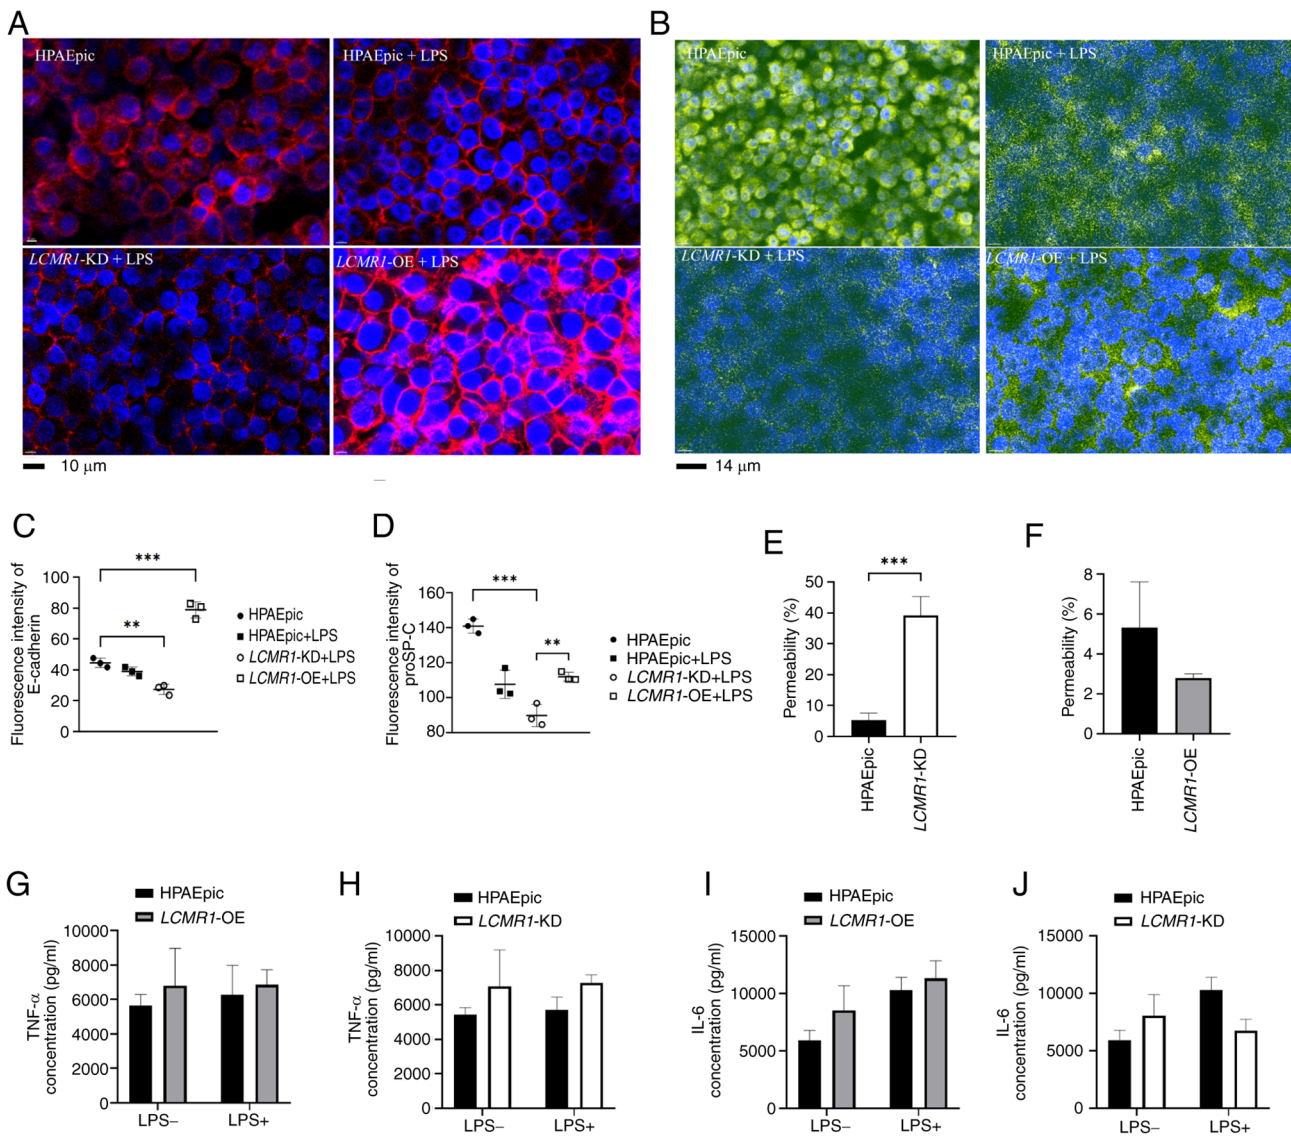 A
B
HPAEpic
HPAEpic + LPS
LCMR1-KD + LPS
LCMR1-OE + LPS
10 μm
HPAEpic
HPAEpic + LPS
LCMR1-KD + LPS
LCMR1-OE + LPS
14 μm
C
Fluorescence intensity of
E-cadherin
100
80
60
40
20
0
***
**
HPAEpic
HPAEpic+LPS
LCMR1-KD+LPS
LCMR1-OE+LPS
D
Fluorescence intensity of
proSP-C
160
140
120
100
80
***
**
HPAEpic
HPAEpic+LPS
LCMR1-KD+LPS
LCMR1-OE+LPS
E
Permeability (%)
50
40
30
20
10
0
***
HPAEpic
LCMR1-KD
F
Permeability (%)
8
6
4
2
0
HPAEpic
LCMR1-OE
G
HPAEpic
LCMR1-OE
TNF-α
concentration (pg/ml)
10000
8000
6000
4000
2000
0
LPS−
LPS+
H
HPAEpic
LCMR1-KD
TNF-α
concentration (pg/ml)
10000
8000
6000
4000
2000
0
LPS−
LPS+
I
HPAEpic
LCMR1-OE
IL-6
concentration (pg/ml)
15000
10000
5000
0
LPS−
LPS+
J
HPAEpic
LCMR1-KD
IL-6
concentration (pg/ml)
15000
10000
5000
0
LPS−
LPS+